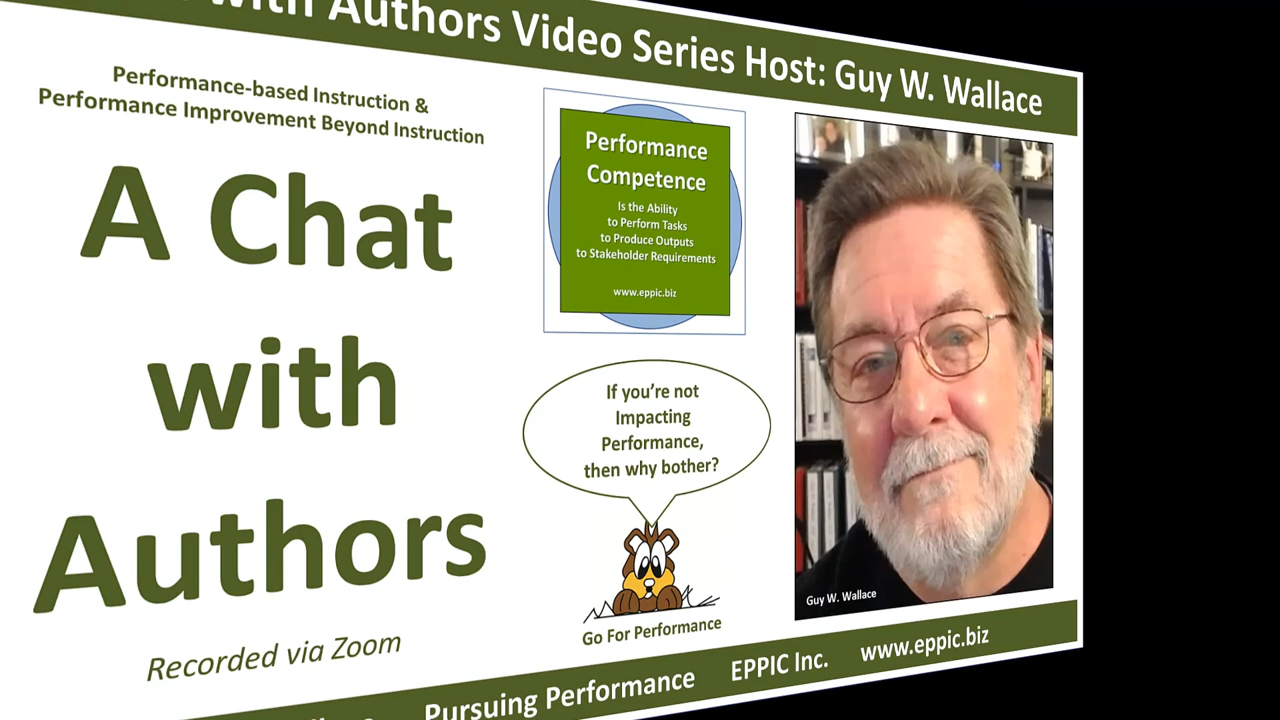 with Authors Video Series Host: Guy W. Wallace
Performance-based Instruction &
Performance Improvement Beyond Instruction
A Chat
with
Authors
Recorded via Zoom
Performance
Competence
Is the Ability
to Perform Tasks
to Produce Outputs
to Stakeholder Requirements
www.eppic.biz
If you're not
Impacting
Performance,
then why bother?
Go For Performance
Guy W. Wallace
Pursuing Performance EPPIC Inc. www.eppic.biz